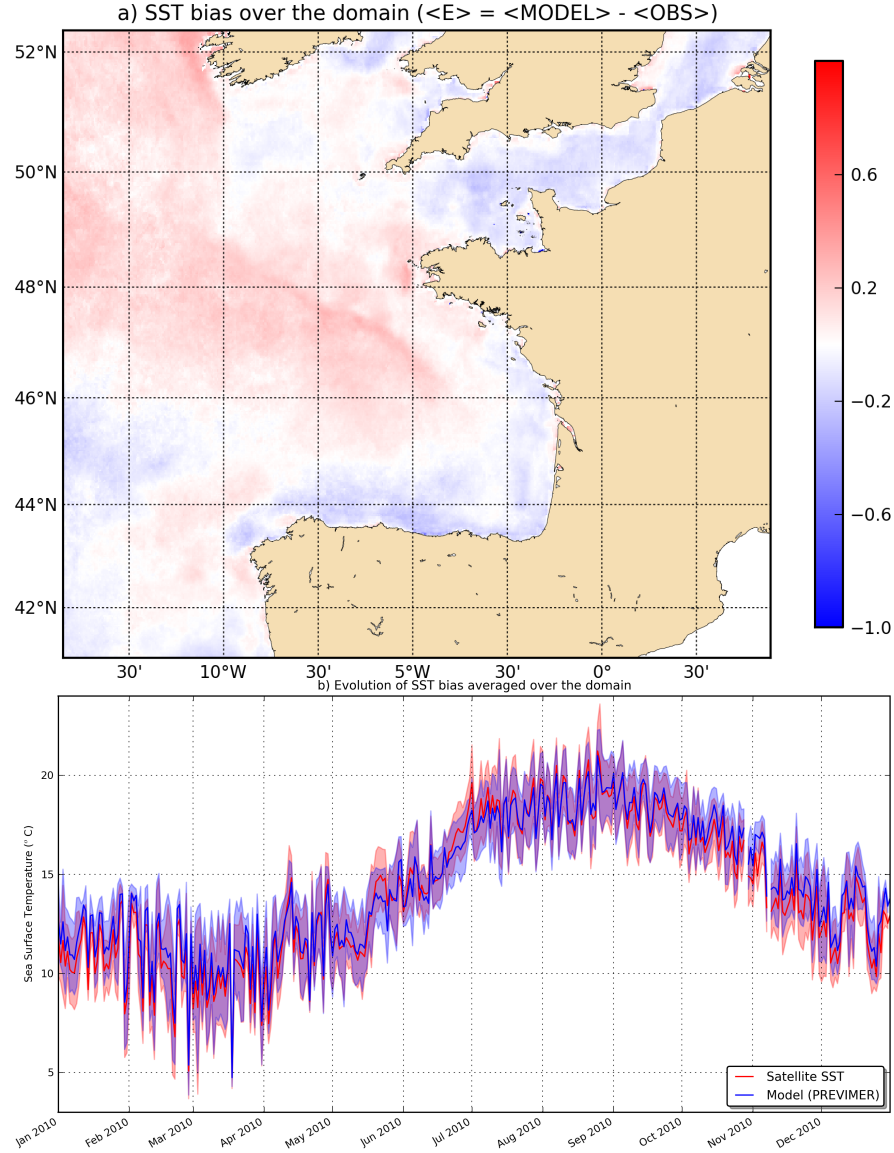 a) SST bias over the domain (<E> = <MODEL> - <OBS>)
52°N
50°N
48°N
46°N
44°N
42°N
30' 10°W 30' 5°W 30' 0° 30'
0.6
0.2
−0.2
−0.6
−1.0
b) Evolution of SST bias averaged over the domain
Sea Surface Temperature (° C)
20
15
10
5
Satellite SST
Model (PREVIMER)
Jan 2010 Feb 2010 Mar 2010 Apr 2010 May 2010 Jun 2010 Jul 2010 Aug 2010 Sep 2010 Oct 2010 Nov 2010 Dec 2010